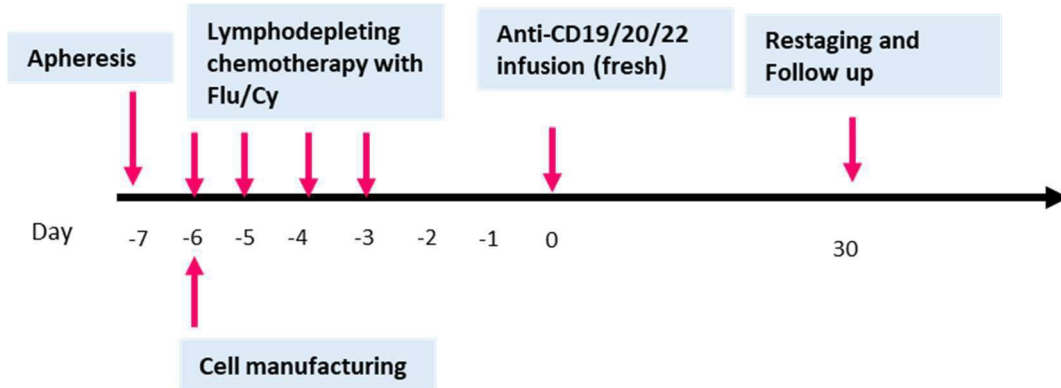 Apheresis
Lymphodepleting
chemotherapy with
Flu/Cy
Anti-CD19/20/22
infusion (fresh)
Restaging and
Follow up
Day -7 -6 -5 -4 -3 -2 -1 0 30
Cell manufacturing